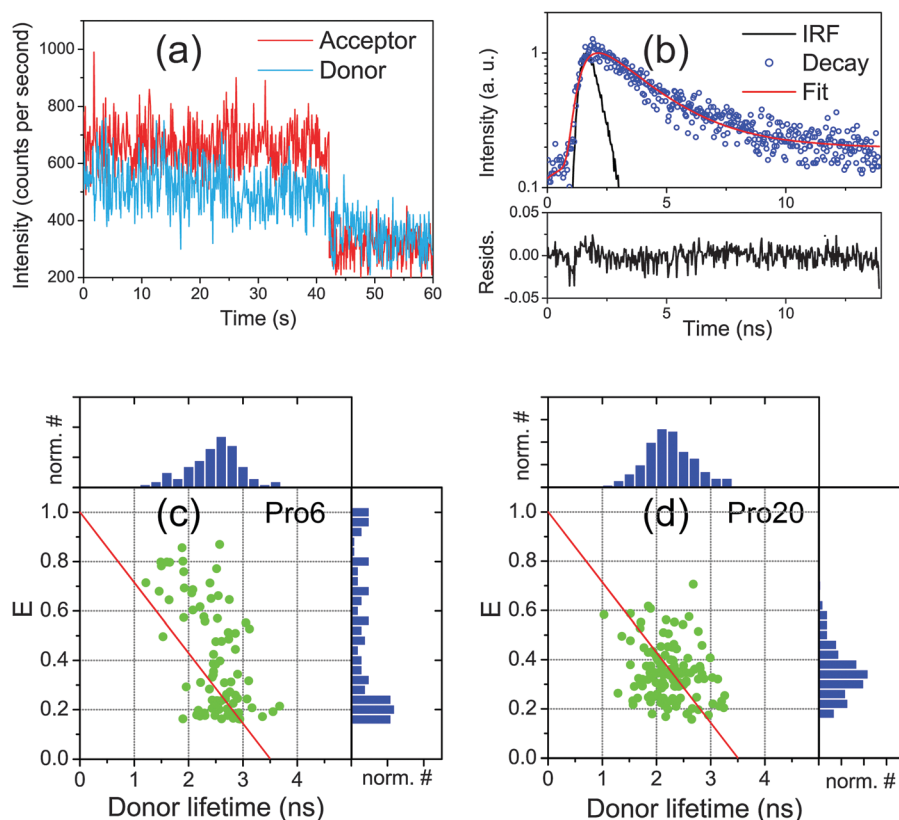 (a)
Acceptor
Donor
Intensity (counts per second)
1000
800
600
400
200
0 10 20 30 40 50 60
Time (s)
(b)
IRF
Decay
Fit
Intensity (a. u.)
1
0.1
Resids.
0.05
0.00
-0.05
5 10
Time (ns)
norm. #
(c)
Pro6
E
1.0
0.8
0.6
0.4
0.2
0.0
0 1 2 3 4
norm. #
Donor lifetime (ns)
norm. #
(d)
Pro20
E
1.0
0.8
0.6
0.4
0.2
0.0
0 1 2 3 4
norm. #
Donor lifetime (ns)